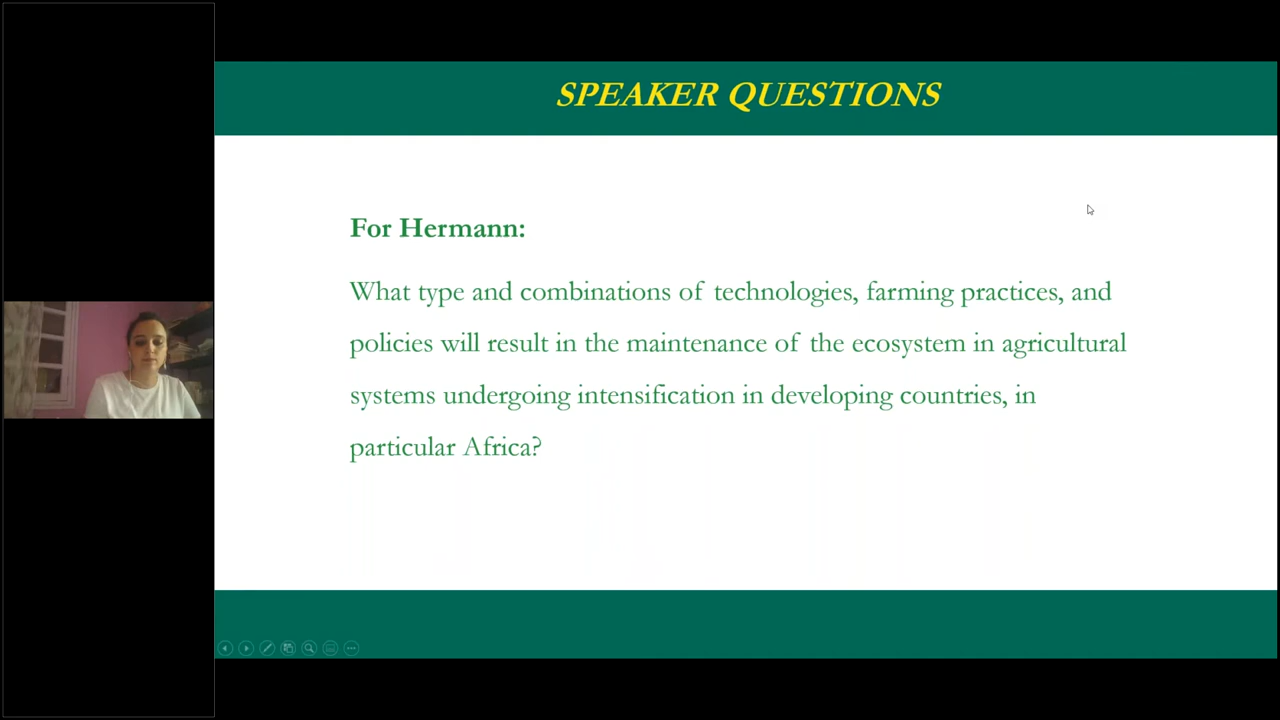 SPEAKER QUESTIONS
For Hermann:
What type and combinations of technologies, farming practices, and
policies will result in the maintenance of the ecosystem in agricultural
systems undergoing intensification in developing countries, in
particular Africa?